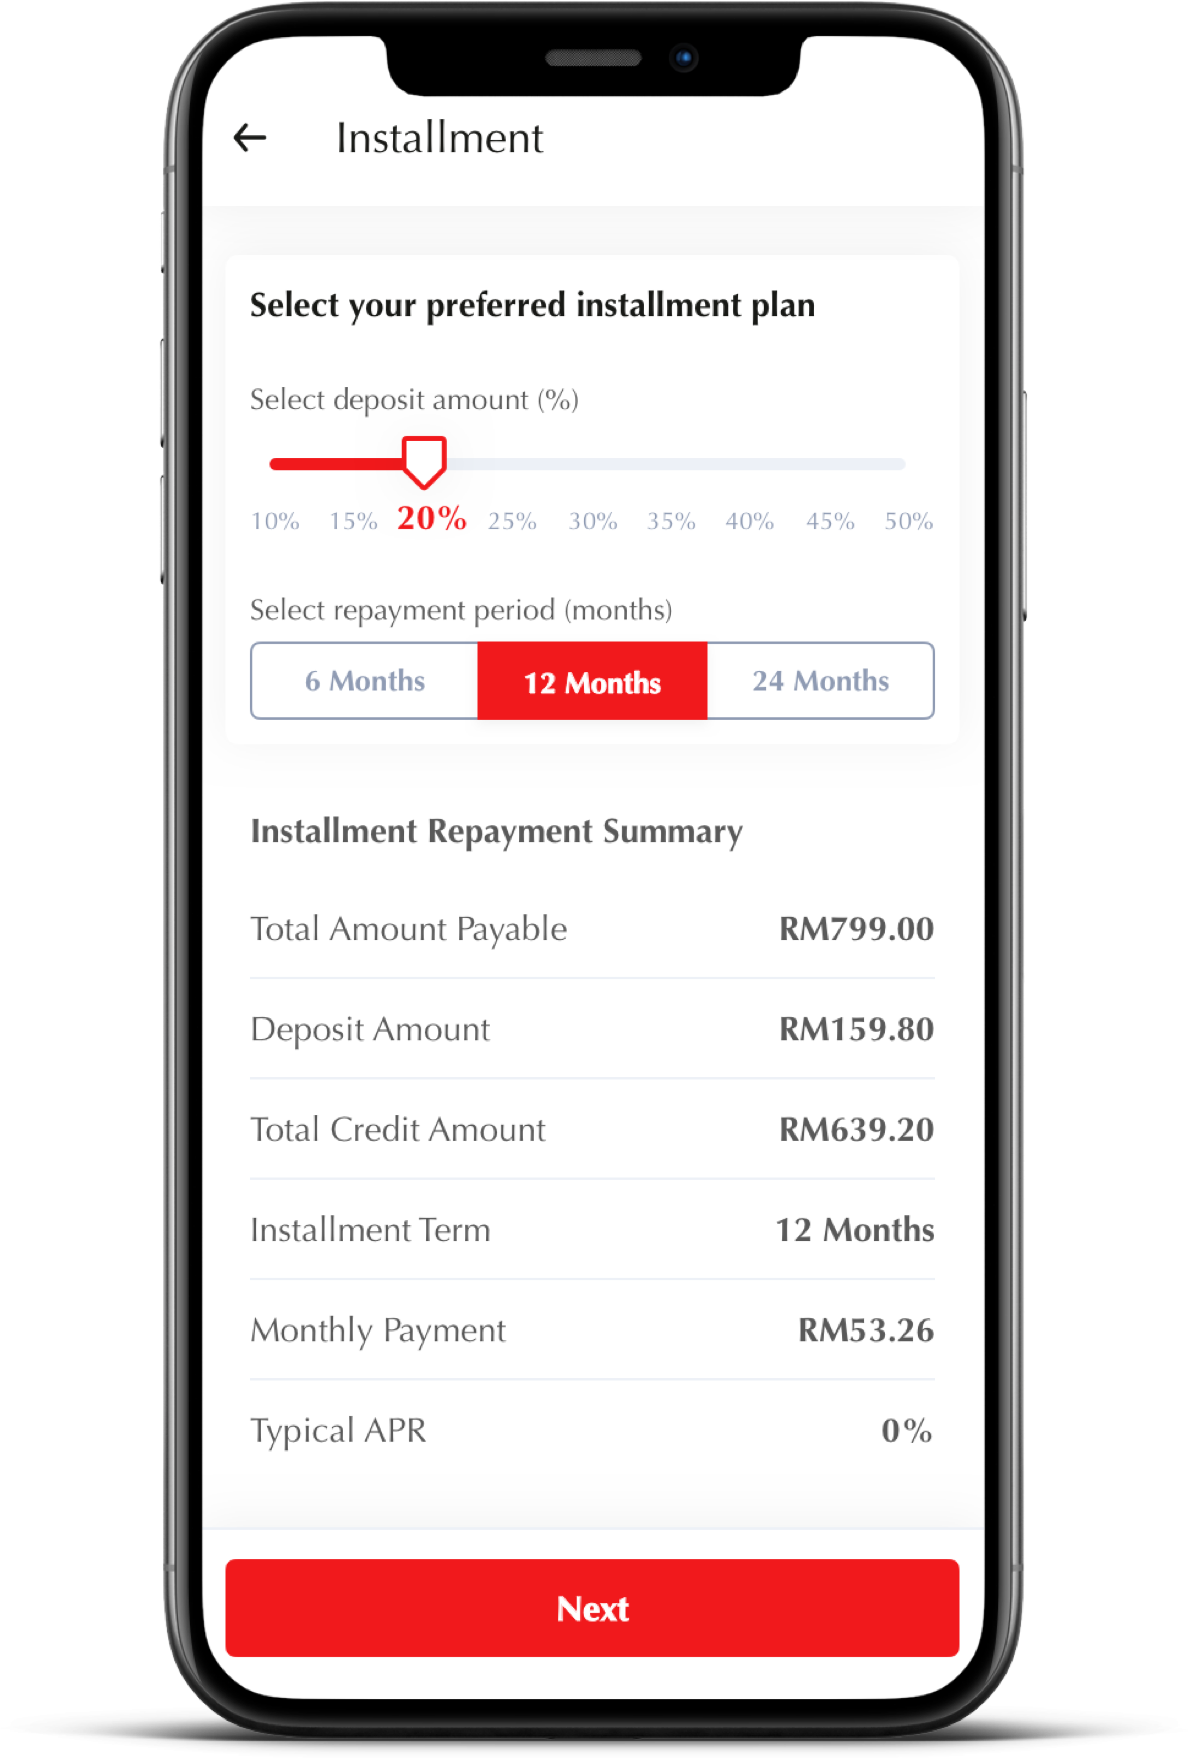 Installment
Select your preferred installment plan
Select deposit amount (%)
10% 15% 20% 25% 30% 35% 40% 45% 50%
Select repayment period (months)
6 Months 12 Months 24 Months
Installment Repayment Summary
Total Amount Payable RM799.00
Deposit Amount RM159.80
Total Credit Amount RM639.20
Installment Term 12 Months
Monthly Payment RM53.26
Typical APR 0%
Next